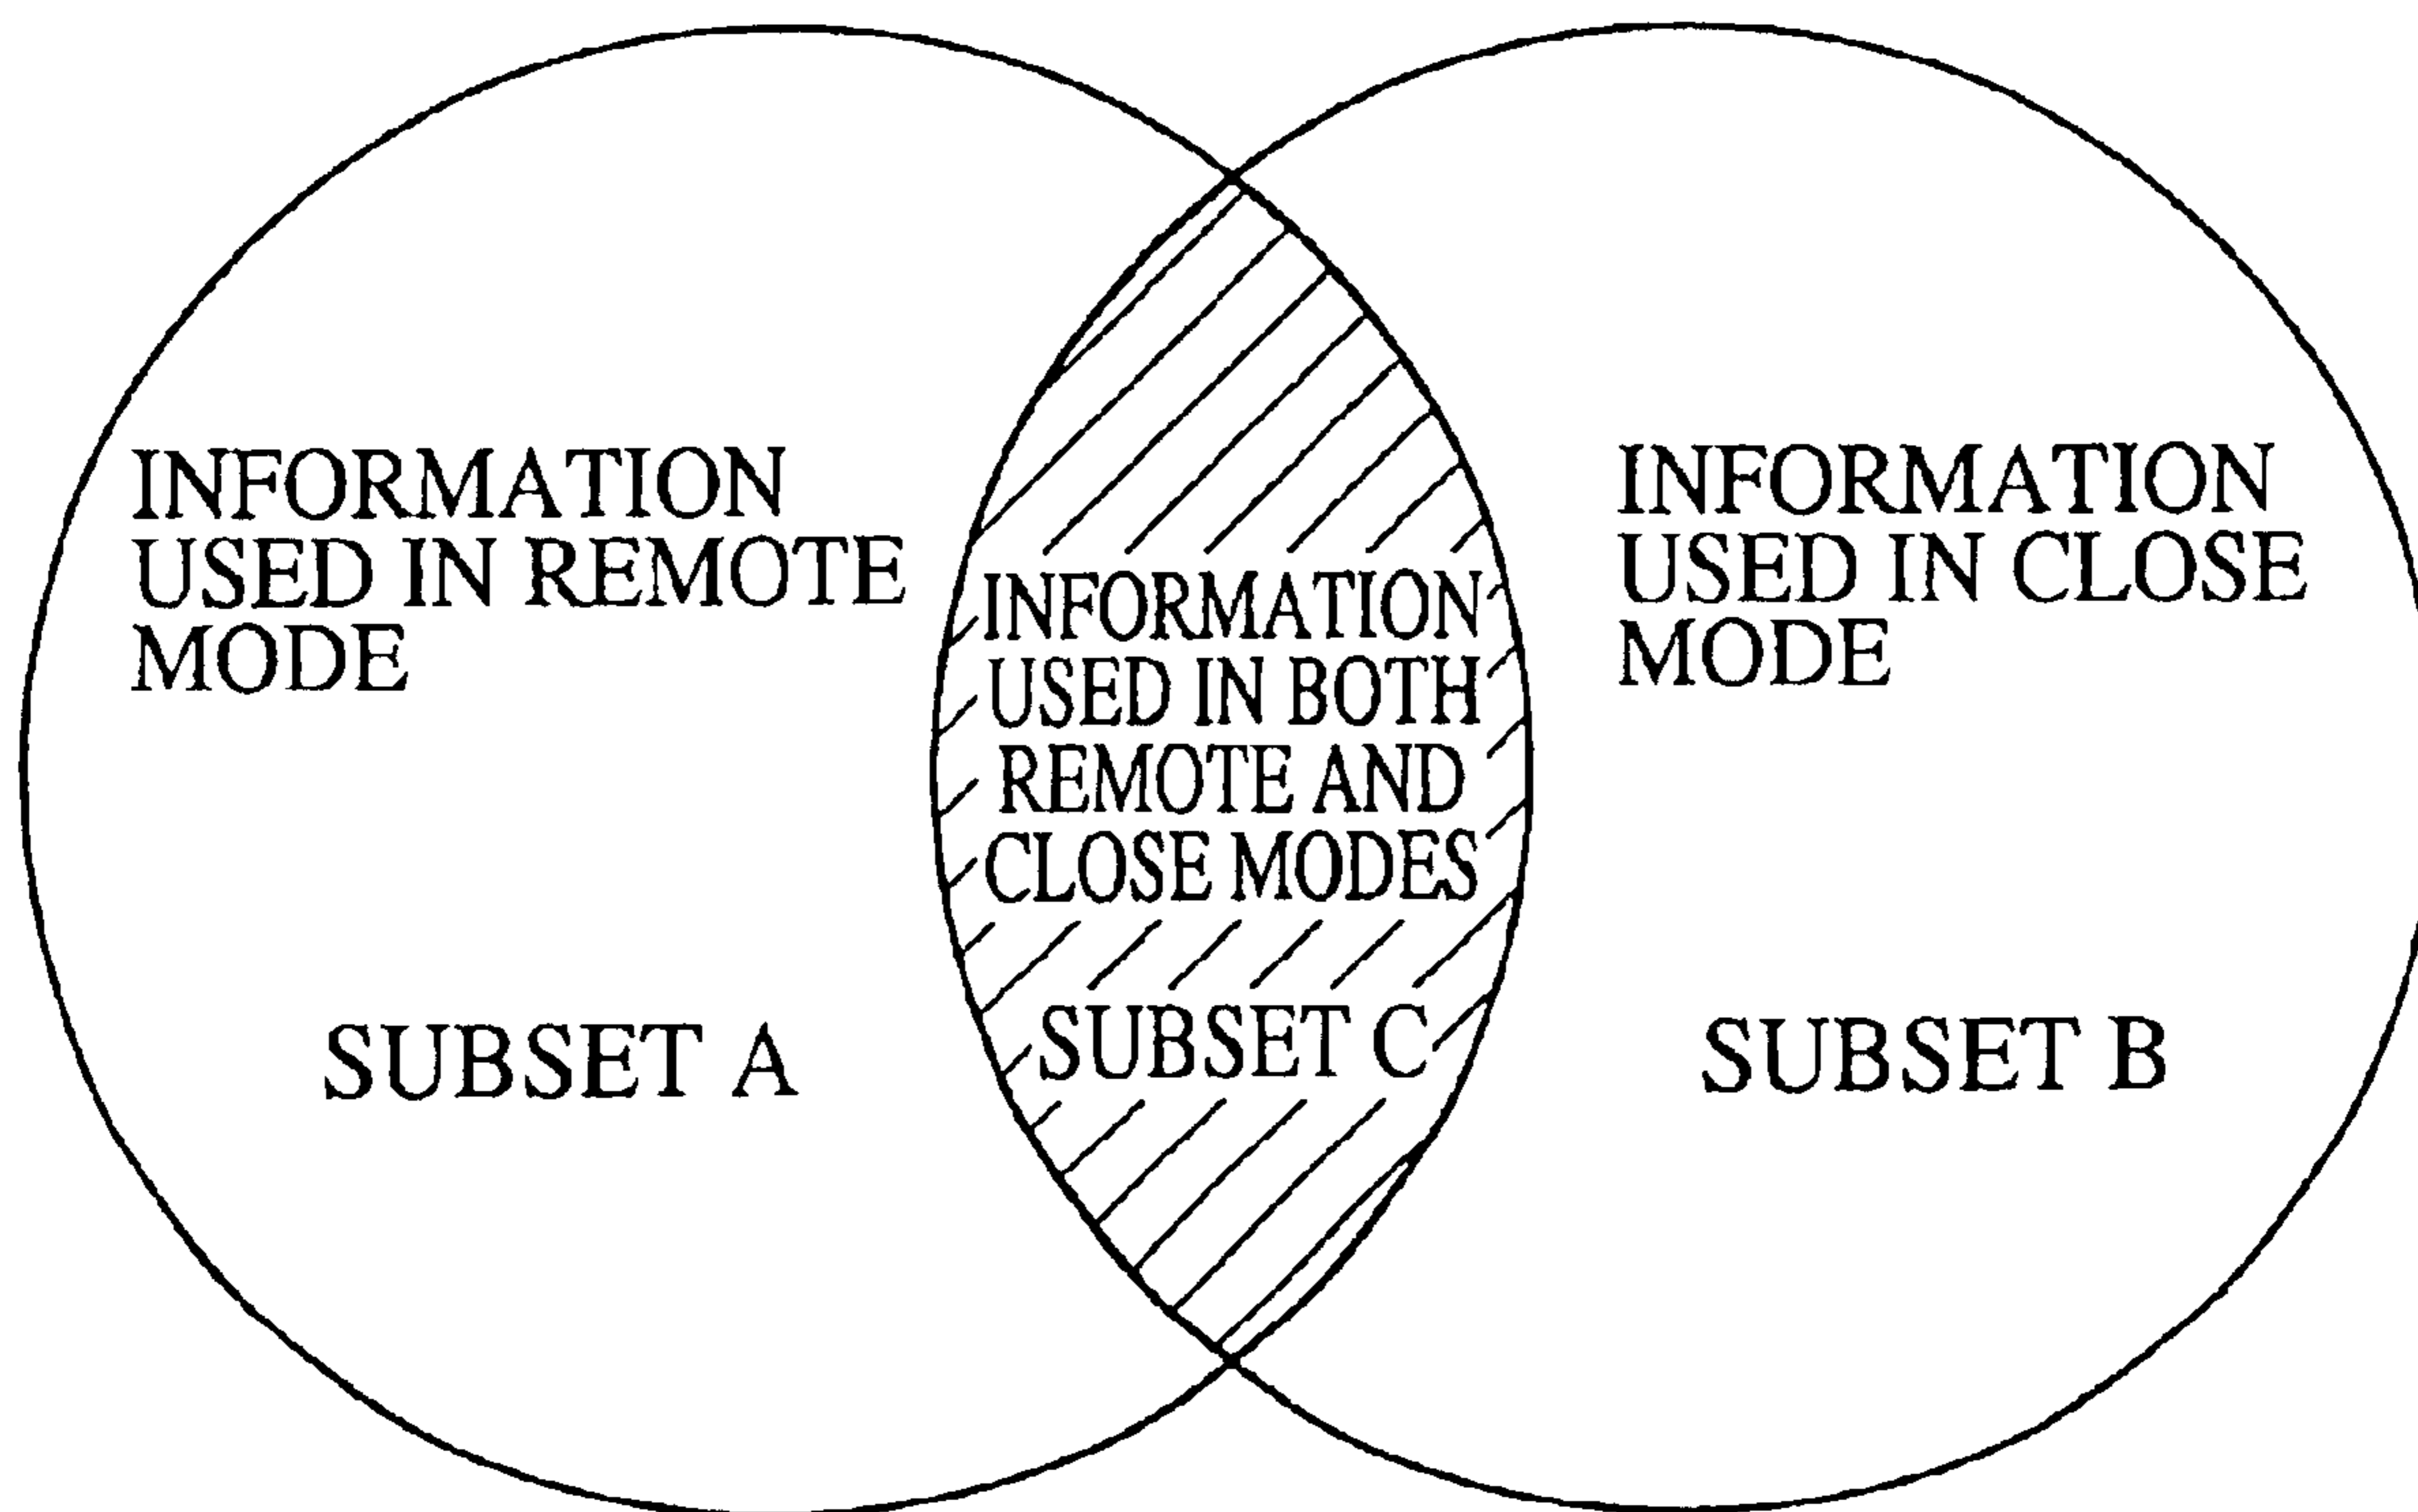 INFORMATION
USED IN REMOTE
MODE
SUBSET A
INFORMATION
USED IN BOTH
REMOTE AND
CLOSE MODES
SUBSET C
INFORMATION
USED IN CLOSE
MODE
SUBSET B